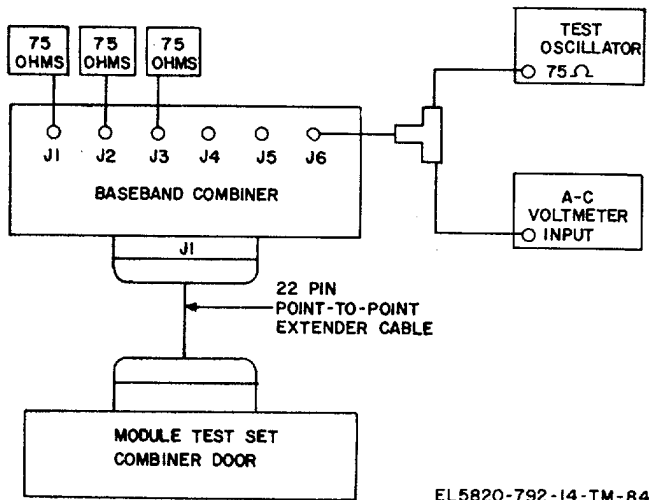 75 OHMS
75 OHMS
75 OHMS
TEST OSCILLATOR
75Ω
J1 J2 J3 J4 J5 J6
BASEBAND COMBINER
A-C VOLTMETER
INPUT
J1
22 PIN
POINT-TO-POINT
EXTENDER CABLE
MODULE TEST SET
COMBINER DOOR
EL5820-792-14-TM-84